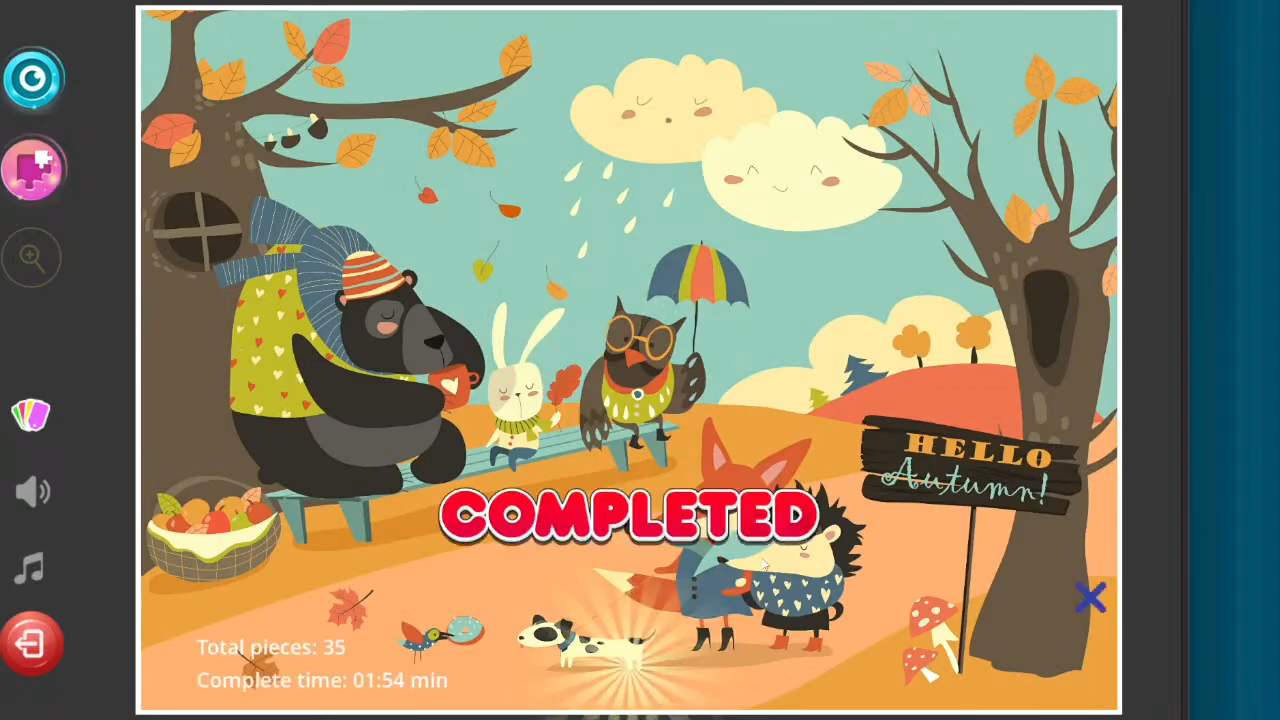 HELLO
Autumn!
COMPLETED
Total pieces: 35
Complete time: 01:54 min